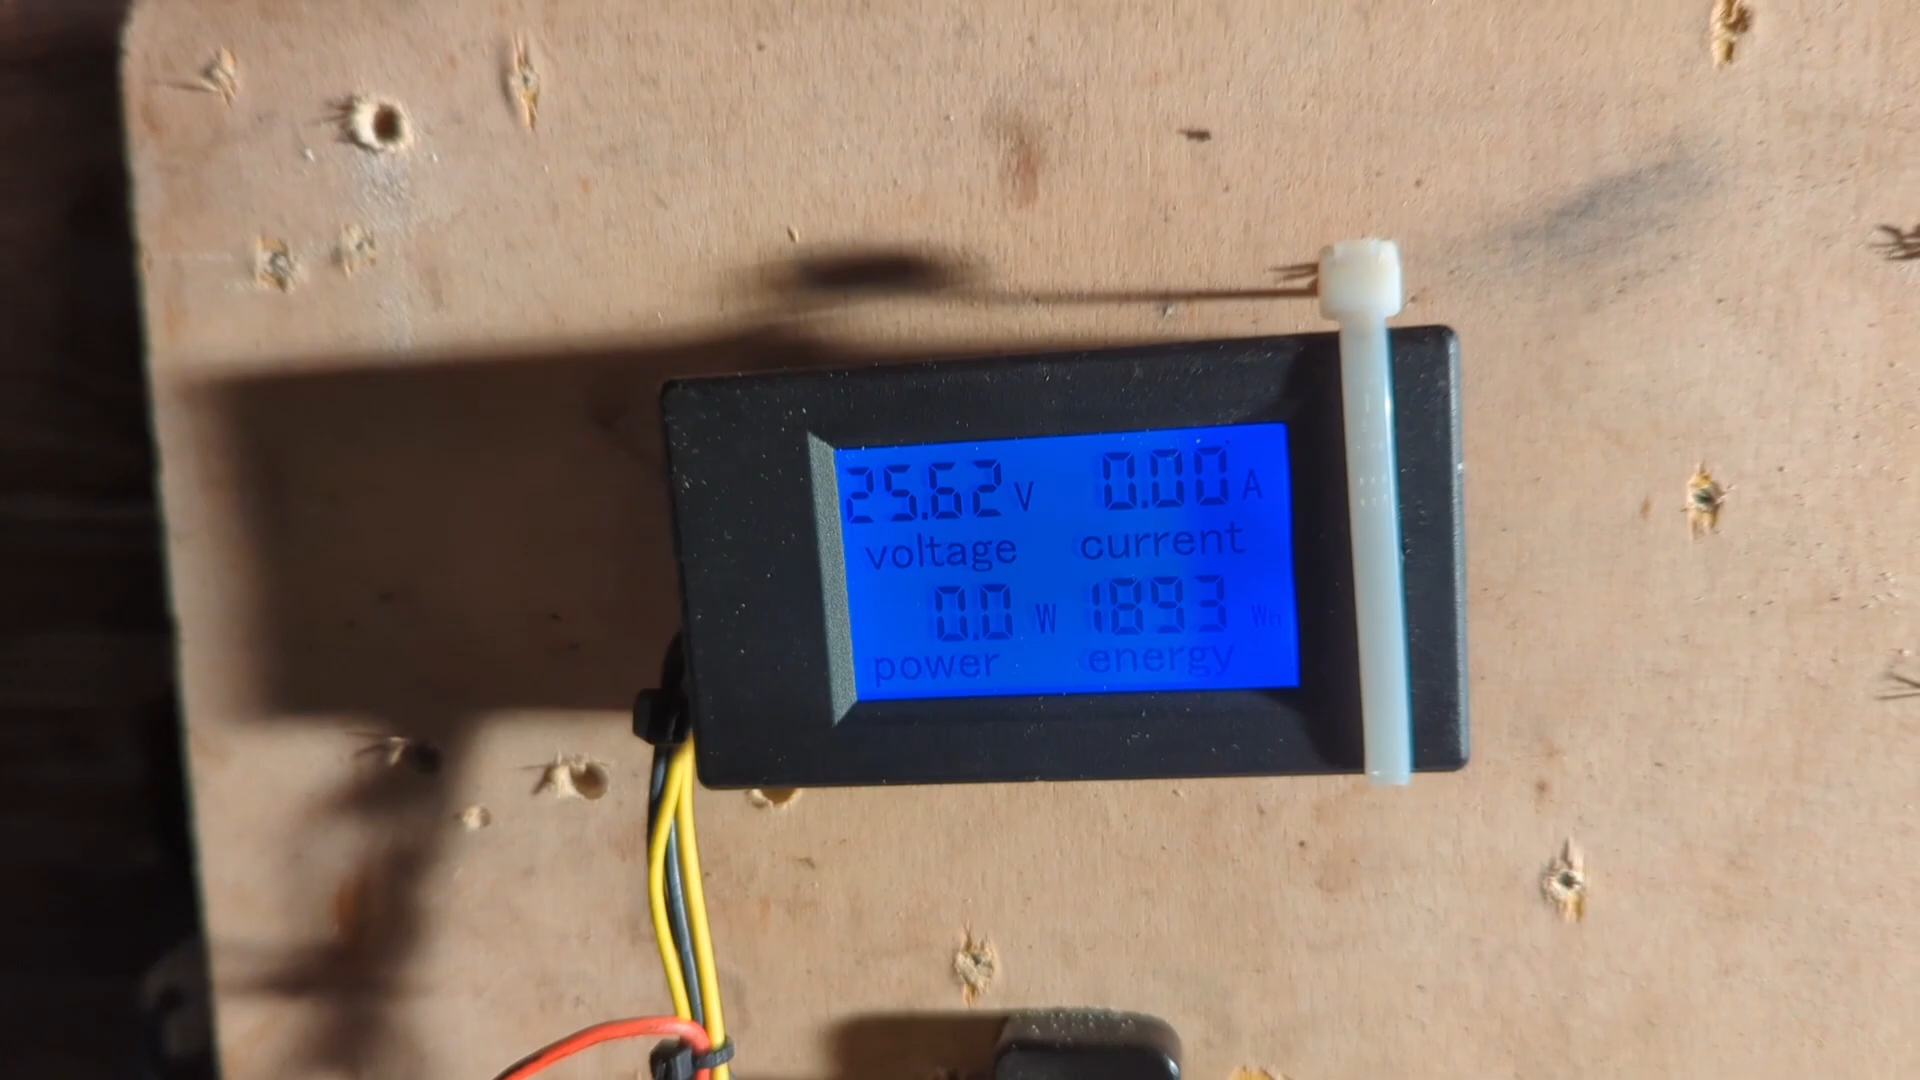 25.62 V 0.00 A
voltage current
0.0 W 1893 Wh
power energy